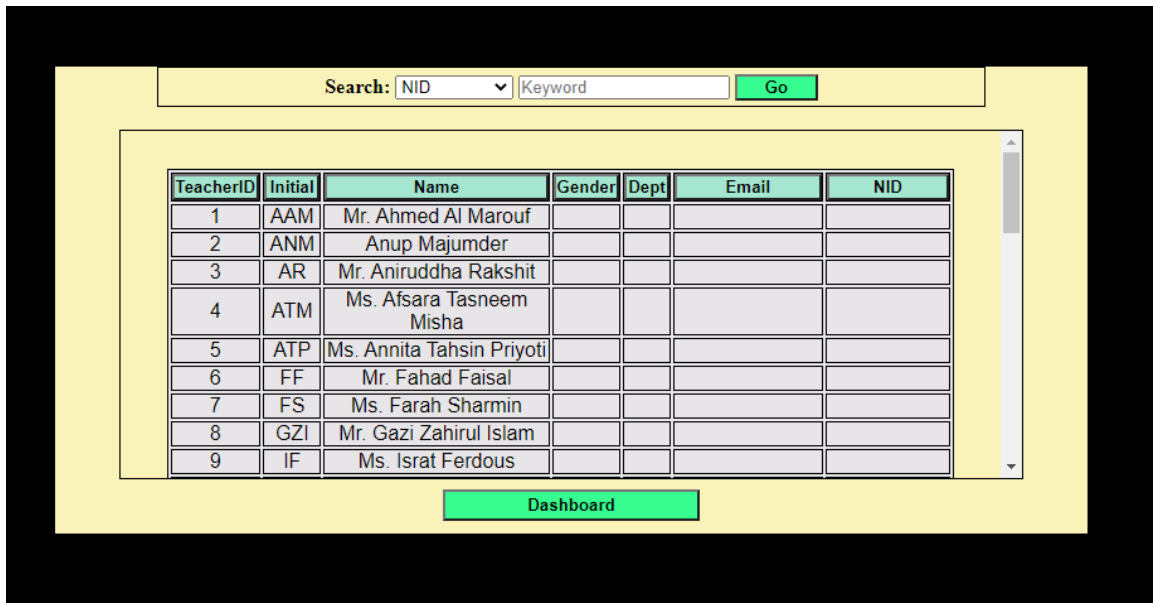 Search: NID Keyword Go
TeacherID Initial Name Gender Dept Email NID
1 AAM Mr. Ahmed Al Marouf
2 ANM Anup Majumder
3 AR Mr. Aniruddha Rakshit
4 ATM Ms. Afsara Tasneem
Misha
5 ATP Ms. Annita Tahsin Priyoti
6 FF Mr. Fahad Faisal
7 FS Ms. Farah Sharmin
8 GZI Mr. Gazi Zahirul Islam
9 IF Ms. Israt Ferdous
Dashboard